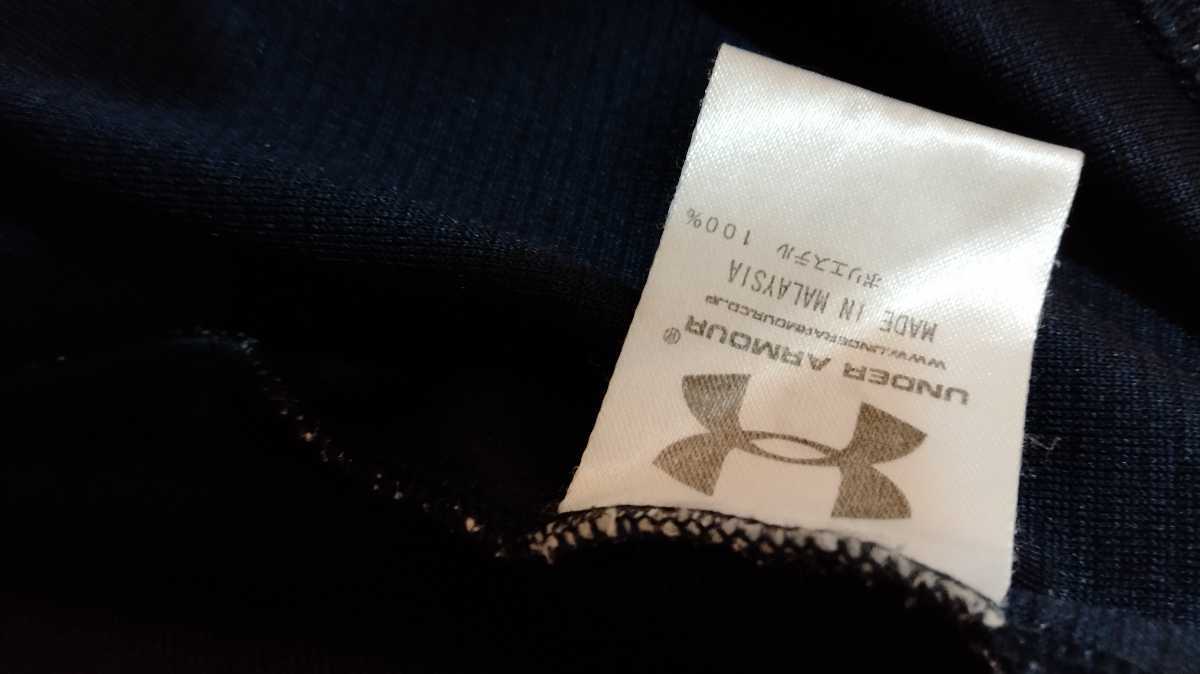 UNDER ARMOUR®
WWW.UNDERARMOUR.CO.JP
MADE IN MALAYSIA
ポリエステル 100%